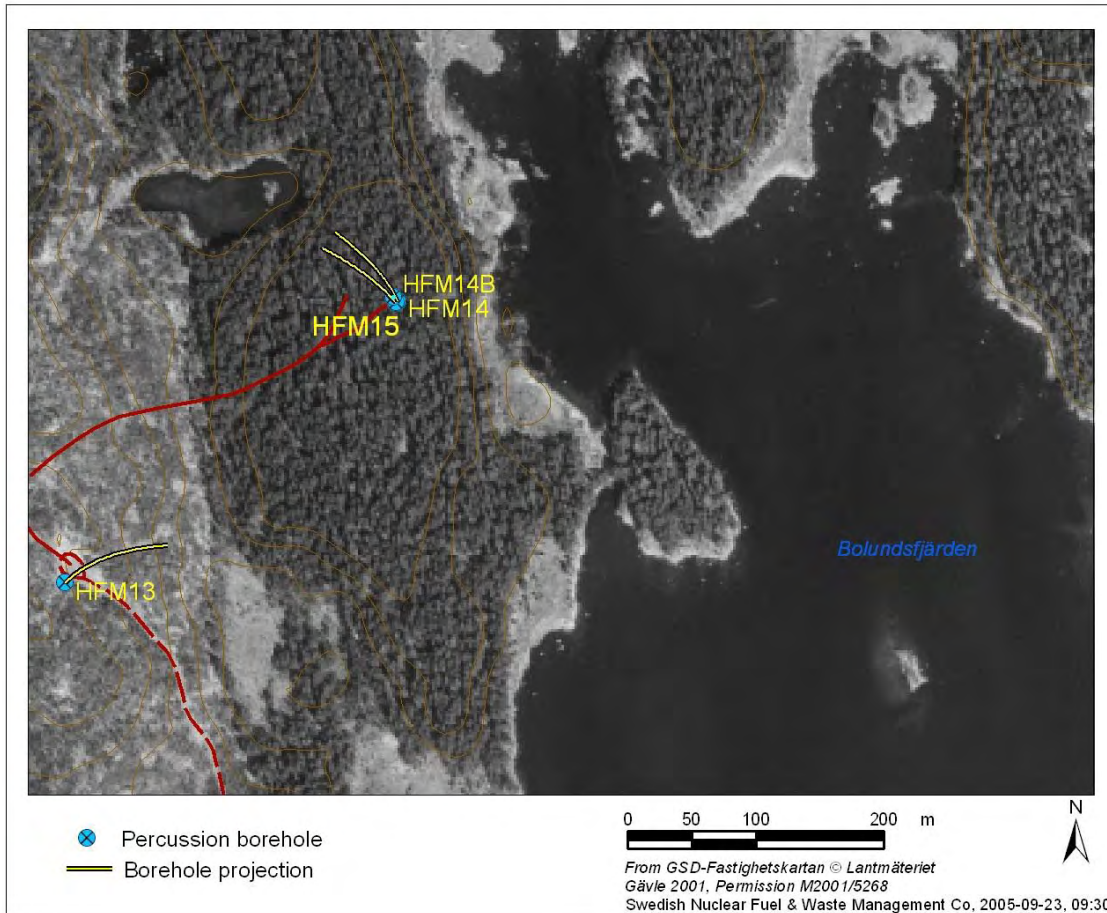 HFM14B
HFM14
HFM15
Bolundsfjärden
HFM13
Percussion borehole
Borehole projection
0 50 100 200 m
N
From GSD-Fastighetskartan © Lantmäteriet
Gävle 2001, Permission M2001/5268
Swedish Nuclear Fuel & Waste Management Co, 2005-09-23, 09:30